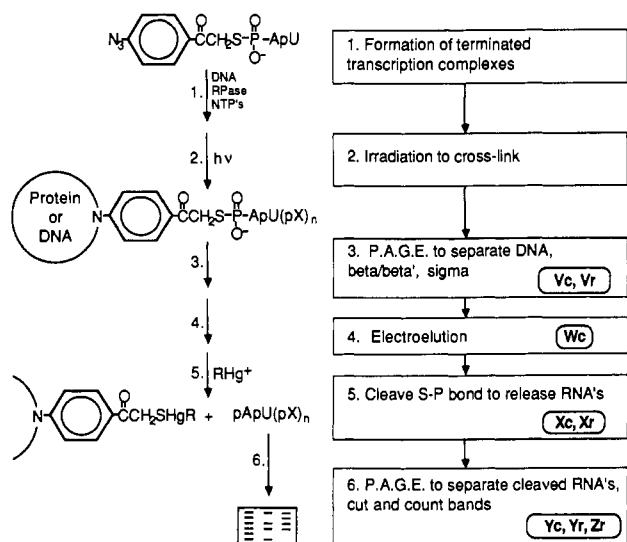 N3
O
CCH2S-P-ApU
O
O-
1.
DNA
RPase
NTP's
2.
hν
Protein
or
DNA
N
O
CCH2S-P-ApU(pX)n
O
O-
3.
4.
5.
RHg+
N
O
CCH2SHgR + pApU(pX)n
6.
1. Formation of terminated
transcription complexes
2. Irradiation to cross-link
3. P.A.G.E. to separate DNA,
beta/beta', sigma
Vc, Vr
4. Electroelution
Wc
5. Cleave S-P bond to release RNA's
Xc, Xr
6. P.A.G.E. to separate cleaved RNA's,
cut and count bands
Yc, Yr, Zr